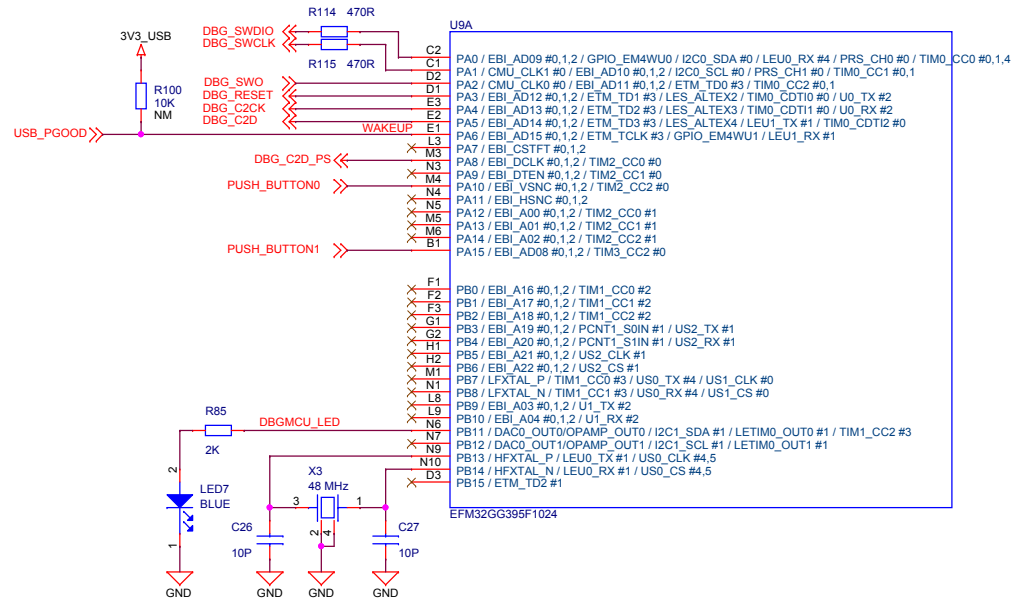 R114 470R
DBG_SWDIO
DBG_SWCLK
R115 470R
3V3_USB
R100
10K
NM
DBG_SWO
DBG_RESET
DBG_C2CK
DBG_C2D
USB_PGOOD
WAKEUP
DBG_C2D_PS
PUSH_BUTTON0
PUSH_BUTTON1
U9A
C2 PA0 / EBI_AD09 #0,1,2 / GPIO_EM4WU0 / I2C0_SDA #0 / LEU0_RX #4 / PRS_CH0 #0 / TIM0_CC0 #0,1,4
C1 PA1 / CMU_CLK1 #0 / EBI_AD10 #0,1,2 / I2C0_SCL #0 / PRS_CH1 #0 / TIM0_CC1 #0,1
D2 PA2 / CMU_CLK0 #0 / EBI_AD11 #0,1,2 / ETM_TD0 #3 / TIM0_CC2 #0,1
D1 PA3 / EBI_AD12 #0,1,2 / ETM_TD1 #3 / LES_ALTEX2 / TIM0_CDTI0 #0 / U0_TX #2
E3 PA4 / EBI_AD13 #0,1,2 / ETM_TD2 #3 / LES_ALTEX3 / TIM0_CDTI1 #0 / U0_RX #2
E2 PA5 / EBI_AD14 #0,1,2 / ETM_TD3 #3 / LES_ALTEX4 / LEU1_TX #1 / TIM0_CDTI2 #0
E1 PA6 / EBI_AD15 #0,1,2 / ETM_TCLK #3 / GPIO_EM4WU1 / LEU1_RX #1
L3 PA7 / EBI_CSTFT #0,1,2
M3 PA8 / EBI_DCLK #0,1,2 / TIM2_CC0 #0
N3 PA9 / EBI_DTEN #0,1,2 / TIM2_CC1 #0
M4 PA10 / EBI_VSNC #0,1,2 / TIM2_CC2 #0
N4 PA11 / EBI_HSNC #0,1,2
N5 PA12 / EBI_A00 #0,1,2 / TIM2_CC0 #1
M5 PA13 / EBI_A01 #0,1,2 / TIM2_CC1 #1
M6 PA14 / EBI_A02 #0,1,2 / TIM2_CC2 #1
B1 PA15 / EBI_AD08 #0,1,2 / TIM3_CC2 #0
F1 PB0 / EBI_A16 #0,1,2 / TIM1_CC0 #2
F2 PB1 / EBI_A17 #0,1,2 / TIM1_CC1 #2
F3 PB2 / EBI_A18 #0,1,2 / TIM1_CC2 #2
G1 PB3 / EBI_A19 #0,1,2 / PCNT1_S0IN #1 / US2_TX #1
G2 PB4 / EBI_A20 #0,1,2 / PCNT1_S1IN #1 / US2_RX #1
H1 PB5 / EBI_A21 #0,1,2 / US2_CLK #1
H2 PB6 / EBI_A22 #0,1,2 / US2_CS #1
M1 PB7 / LFXTAL_P / TIM1_CC0 #3 / US0_TX #4 / US1_CLK #0
N1 PB8 / LFXTAL_N / TIM1_CC1 #3 / US0_RX #4 / US1_CS #0
L8 PB9 / EBI_A03 #0,1,2 / U1_TX #2
L9 PB10 / EBI_A04 #0,1,2 / U1_RX #2
N6 PB11 / DAC0_OUT0/OPAMP_OUT0 / I2C1_SDA #1 / LETIM0_OUT0 #1 / TIM1_CC2 #3
N7 PB12 / DAC0_OUT1/OPAMP_OUT1 / I2C1_SCL #1 / LETIM0_OUT1 #1
N9 PB13 / HFXTAL_P / LEU0_TX #1 / US0_CLK #4,5
N10 PB14 / HFXTAL_N / LEU0_RX #1 / US0_CS #4,5
D3 PB15 / ETM_TD2 #1
EFM32GG395F1024
R85
2K
DBGMCU_LED
2
LED7
BLUE
1
X3
48 MHz
3
1
2
4
C26
10P
C27
10P
GND
GND
GND
GND